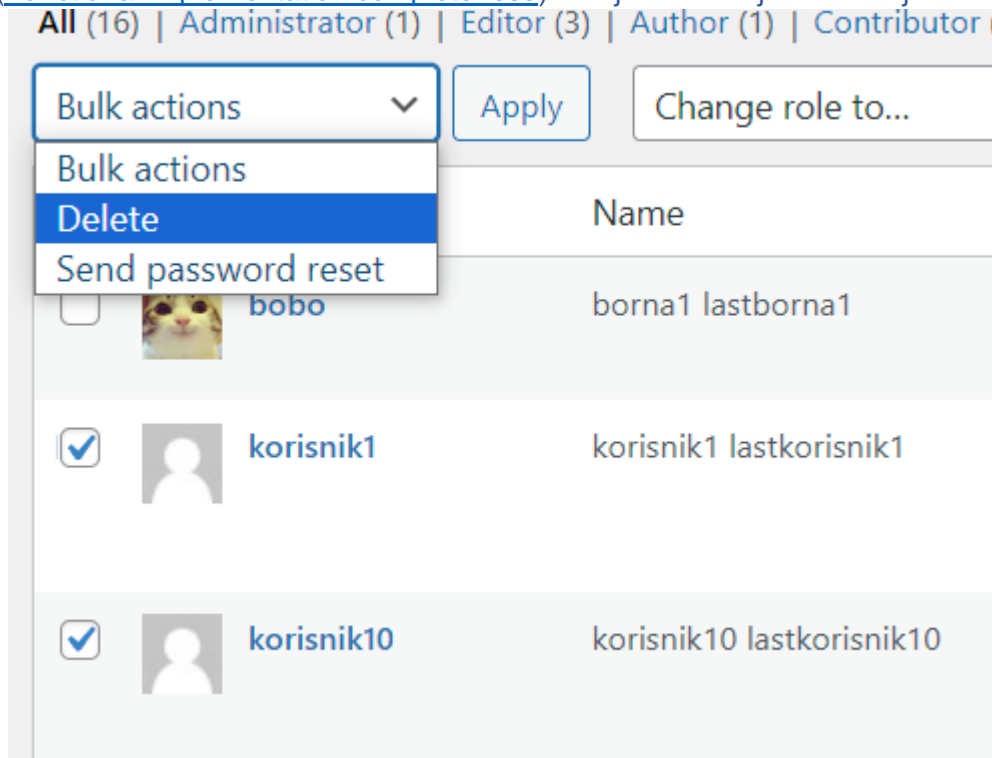 All (16) | Administrator (1) | Editor (3) | Author (1) | Contributor
Bulk actions Apply Change role to...
Bulk actions
Delete Name
Send password reset
bobo borna1 lastborna1
korisnik1 korisnik1 lastkorisnik1
korisnik10 korisnik10 lastkorisnik10